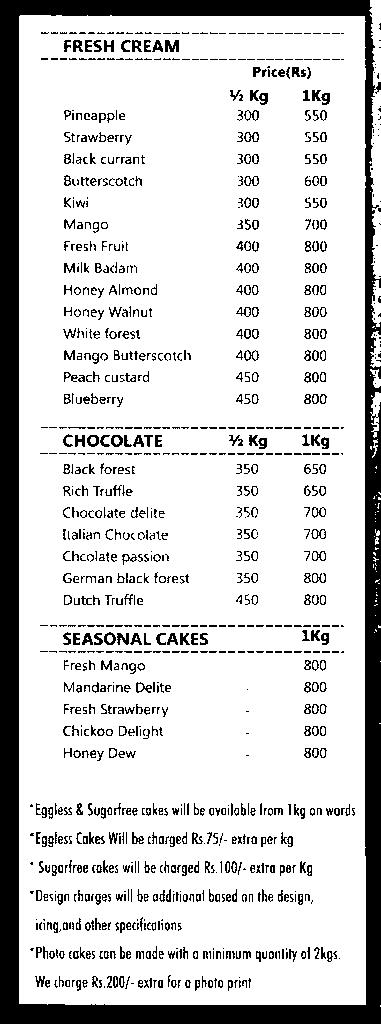 FRESH CREAM
Price(Rs)
½ Kg 1Kg
Pineapple 300 550
Strawberry 300 550
Black currant 300 550
Butterscotch 300 600
Kiwi 300 550
Mango 350 700
Fresh Fruit 400 800
Milk Badam 400 800
Honey Almond 400 800
Honey Walnut 400 800
White forest 400 800
Mango Butterscotch 400 800
Peach custard 450 800
Blueberry 450 800
CHOCOLATE ½ Kg 1Kg
Black forest 350 650
Rich Truffle 350 650
Chocolate delite 350 700
Italian Chocolate 350 700
Chcolate passion 350 700
German black forest 350 800
Dutch Truffle 450 800
SEASONAL CAKES 1Kg
Fresh Mango 800
Mandarine Delite - 800
Fresh Strawberry - 800
Chickoo Delight - 800
Honey Dew - 800
*Eggless & Sugarfree cakes will be available from 1kg on words
*Eggless Cakes Will be charged Rs.75/- extra per kg
* Sugarfree cakes will be charged Rs.100/- extra per Kg
*Design charges will be additional based on the design,
icing,and other specifications
*Photo cakes can be made with a minimum quantity of 2kgs.
We charge Rs.200/- extra for a photo print